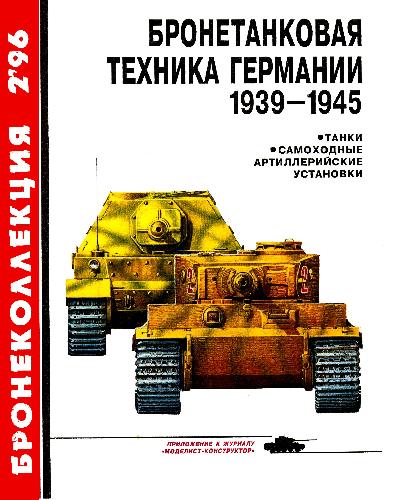 БРОНЕКОЛЛЕКЦИЯ 2'96
БРОНЕТАНКОВАЯ
ТЕХНИКА ГЕРМАНИИ
1939—1945
•ТАНКИ
•САМОХОДНЫЕ
АРТИЛЛЕРИЙСКИЕ
УСТАНОВКИ
ПРИЛОЖЕНИЕ К ЖУРНАЛУ
«МОДЕЛИСТ-КОНСТРУКТОР»